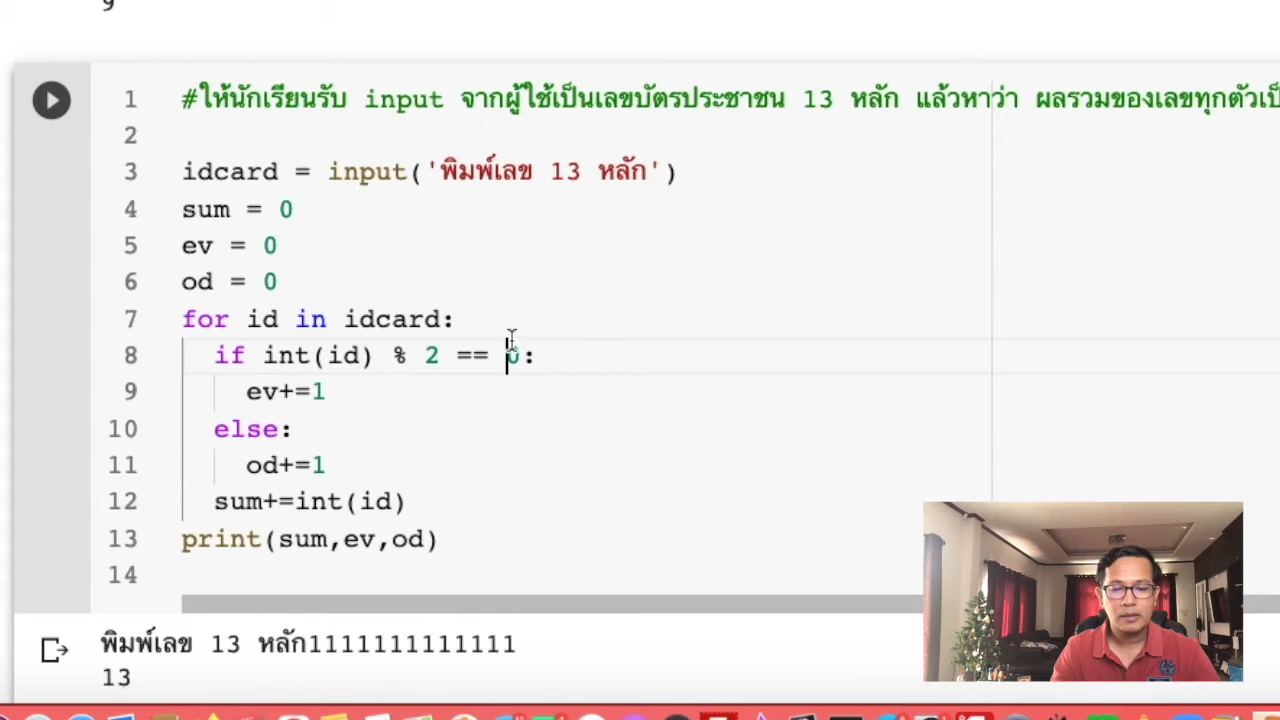 9
1 #ให้นักเรียนรับ input จากผู้ใช้เป็นเลขบัตรประชาชน 13 หลัก แล้วหาว่า ผลรวมของเลขทุกตัวเป็
2
3 idcard = input('พิมพ์เลข 13 หลัก')
4 sum = 0
5 ev = 0
6 od = 0
7 for id in idcard:
8 if int(id) % 2 == 0:
9 ev+=1
10 else:
11 od+=1
12 sum+=int(id)
13 print(sum,ev,od)
14
พิมพ์เลข 13 หลัก1111111111111
13